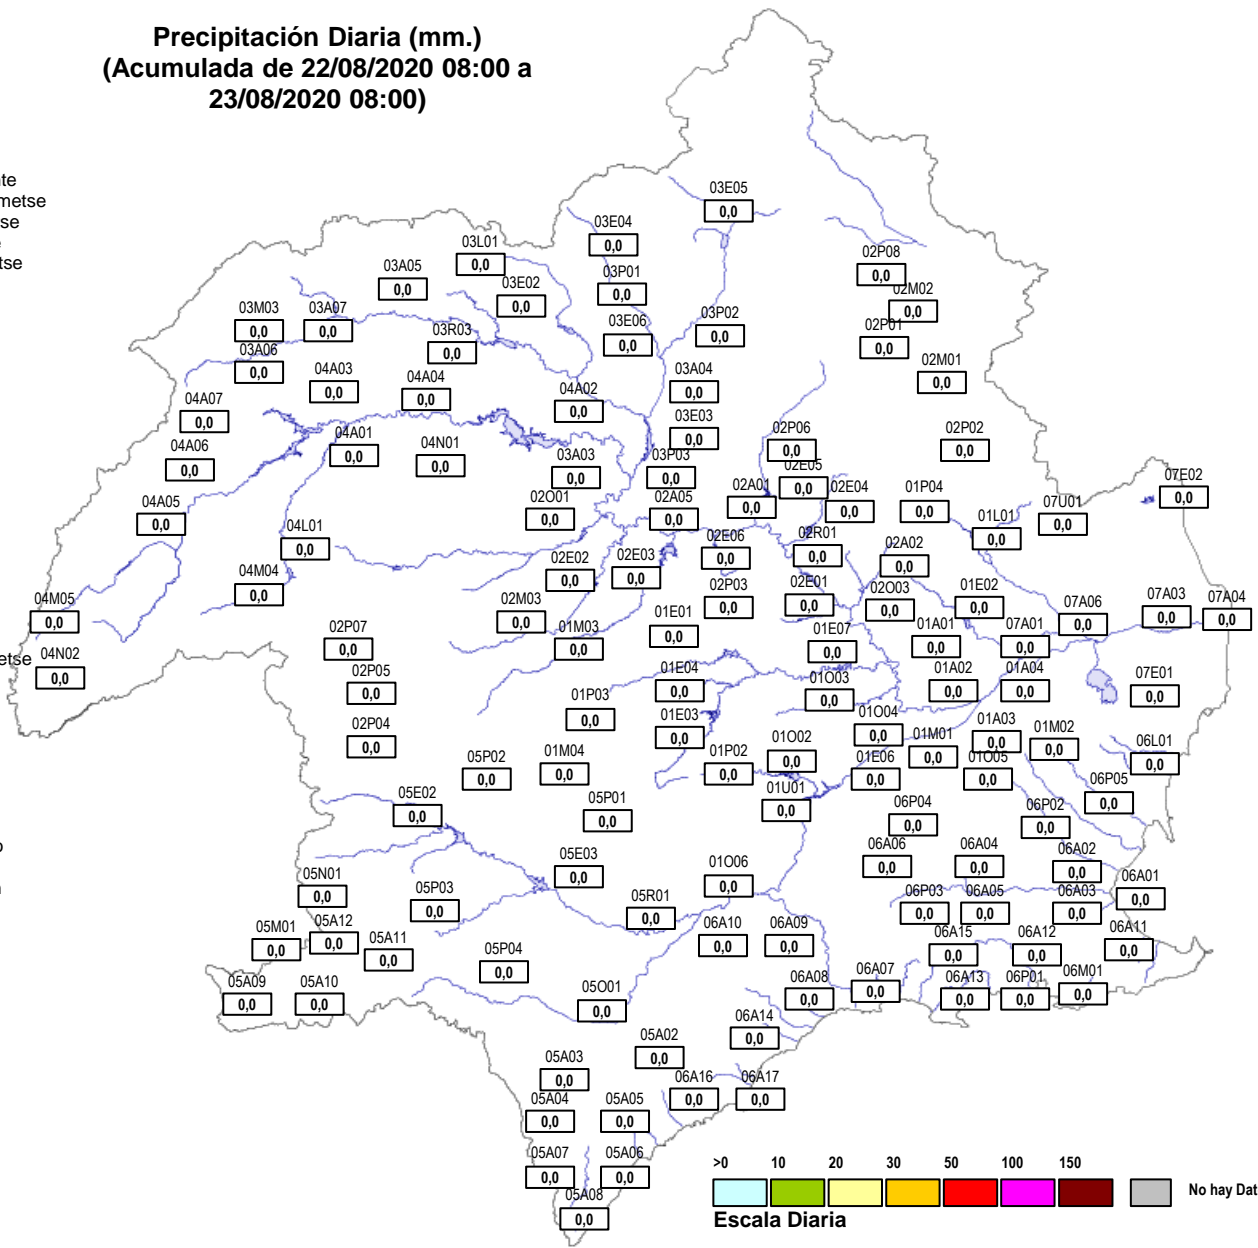 Precipitación Diaria (mm.)
(Acumulada de 22/08/2020 08:00 a
23/08/2020 08:00)
te
metse
se
tse
etse
03E05
0,0
03E04
0,0
03L01
0,0
02P08
0,0
03A05
0,0
03P01
0,0
03E02
0,0
02M02
0,0
03M03
0,0
03A07
0,0
03P02
0,0
03E06
0,0
03R03
0,0
02P01
0,0
03A06
0,0
02M01
0,0
04A03
0,0
04A04
0,0
03A04
0,0
04A02
0,0
04A07
0,0
03E03
0,0
04A01
0,0
02P06
0,0
02P02
0,0
04N01
0,0
04A06
0,0
03A03
0,0
03P03
0,0
02E05
0,0
07E02
0,0
02A01
0,0
02E04
0,0
01P04
0,0
04A05
0,0
02O01
0,0
02A05
0,0
07U01
0,0
01L01
0,0
04L01
0,0
02E06
0,0
02R01
0,0
02A02
0,0
02E02
0,0
02E03
0,0
04M04
0,0
02P03
0,0
02E01
0,0
02O03
0,0
01E02
0,0
04M05
0,0
02M03
0,0
07A06
0,0
07A03
0,0
07A04
0,0
01E01
0,0
02P07
0,0
01M03
0,0
01E07
0,0
01A01
0,0
07A01
0,0
04N02
0,0
02P05
0,0
01E04
0,0
01O03
0,0
01A02
0,0
01A04
0,0
07E01
0,0
01P03
0,0
02P04
0,0
01E03
0,0
01O04
0,0
01A03
0,0
01M02
0,0
05P02
0,0
01M04
0,0
01P02
0,0
01O02
0,0
01M01
0,0
01E06
0,0
01O05
0,0
06L01
0,0
05E02
0,0
05P01
0,0
01U01
0,0
06P04
0,0
06P02
0,0
06P05
0,0
05E03
0,0
01O06
0,0
06A06
0,0
06A04
0,0
06A02
0,0
05N01
0,0
05P03
0,0
05R01
0,0
06P03
0,0
06A05
0,0
06A03
0,0
06A01
0,0
05M01
0,0
05A12
0,0
05A11
0,0
06A10
0,0
06A09
0,0
06A15
0,0
06A12
0,0
06A11
0,0
05P04
0,0
05A09
0,0
05A10
0,0
05O01
0,0
06A08
0,0
06A07
0,0
06A13
0,0
06P01
0,0
06M01
0,0
06A14
0,0
05A02
0,0
05A03
0,0
06A16
0,0
06A17
0,0
05A04
0,0
05A05
0,0
05A07
0,0
05A06
0,0
05A08
0,0
>0 10 20 30 50 100 150
No hay Dat
Escala Diaria